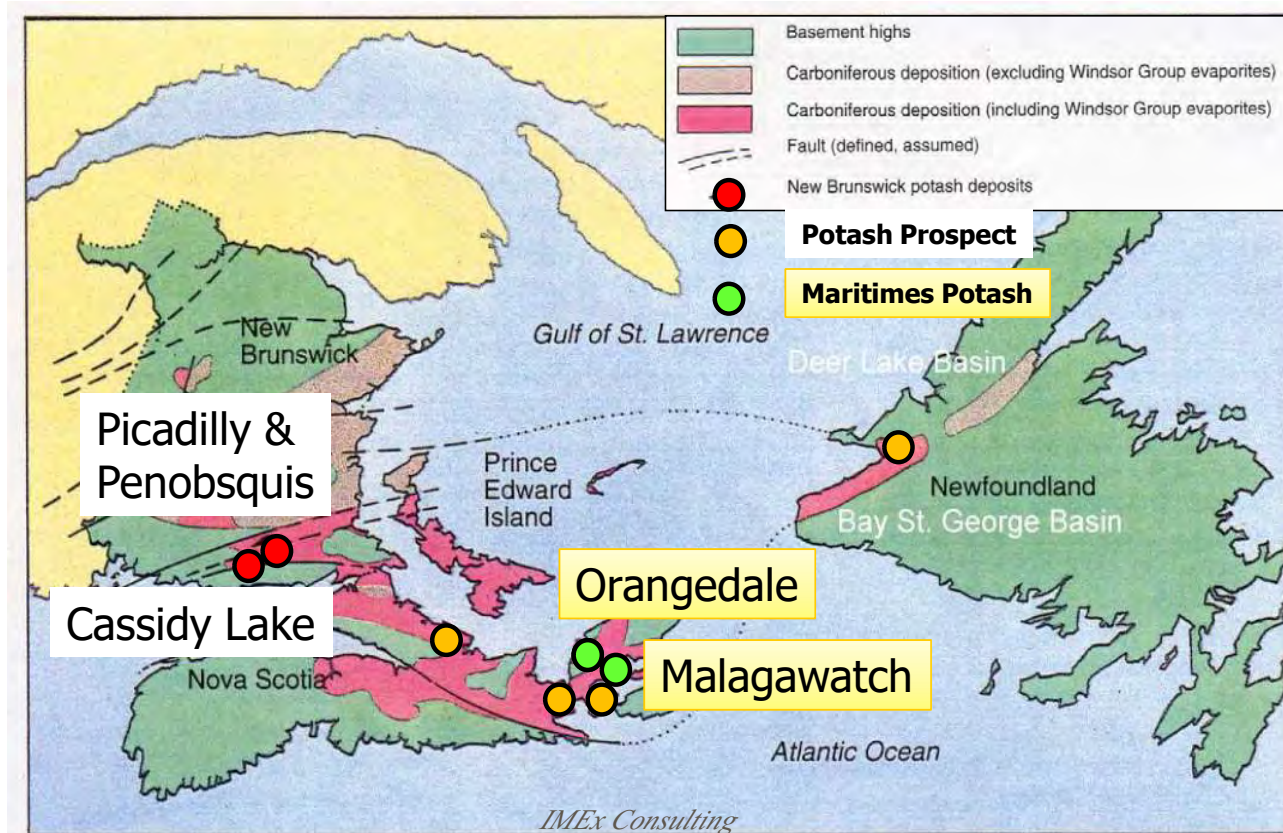 Basement highs
Carboniferous deposition (excluding Windsor Group evaporites)
Carboniferous deposition (including Windsor Group evaporites)
Fault (defined, assumed)
New Brunswick potash deposits
Potash Prospect
Maritimes Potash
New
Brunswick
Gulf of St. Lawrence
Deer Lake Basin
Picadilly &
Penobsquis
Prince
Edward
Island
Newfoundland
Bay St. George Basin
Orangedale
Cassidy Lake
Malagawatch
Nova Scotia
Atlantic Ocean
IMEx Consulting